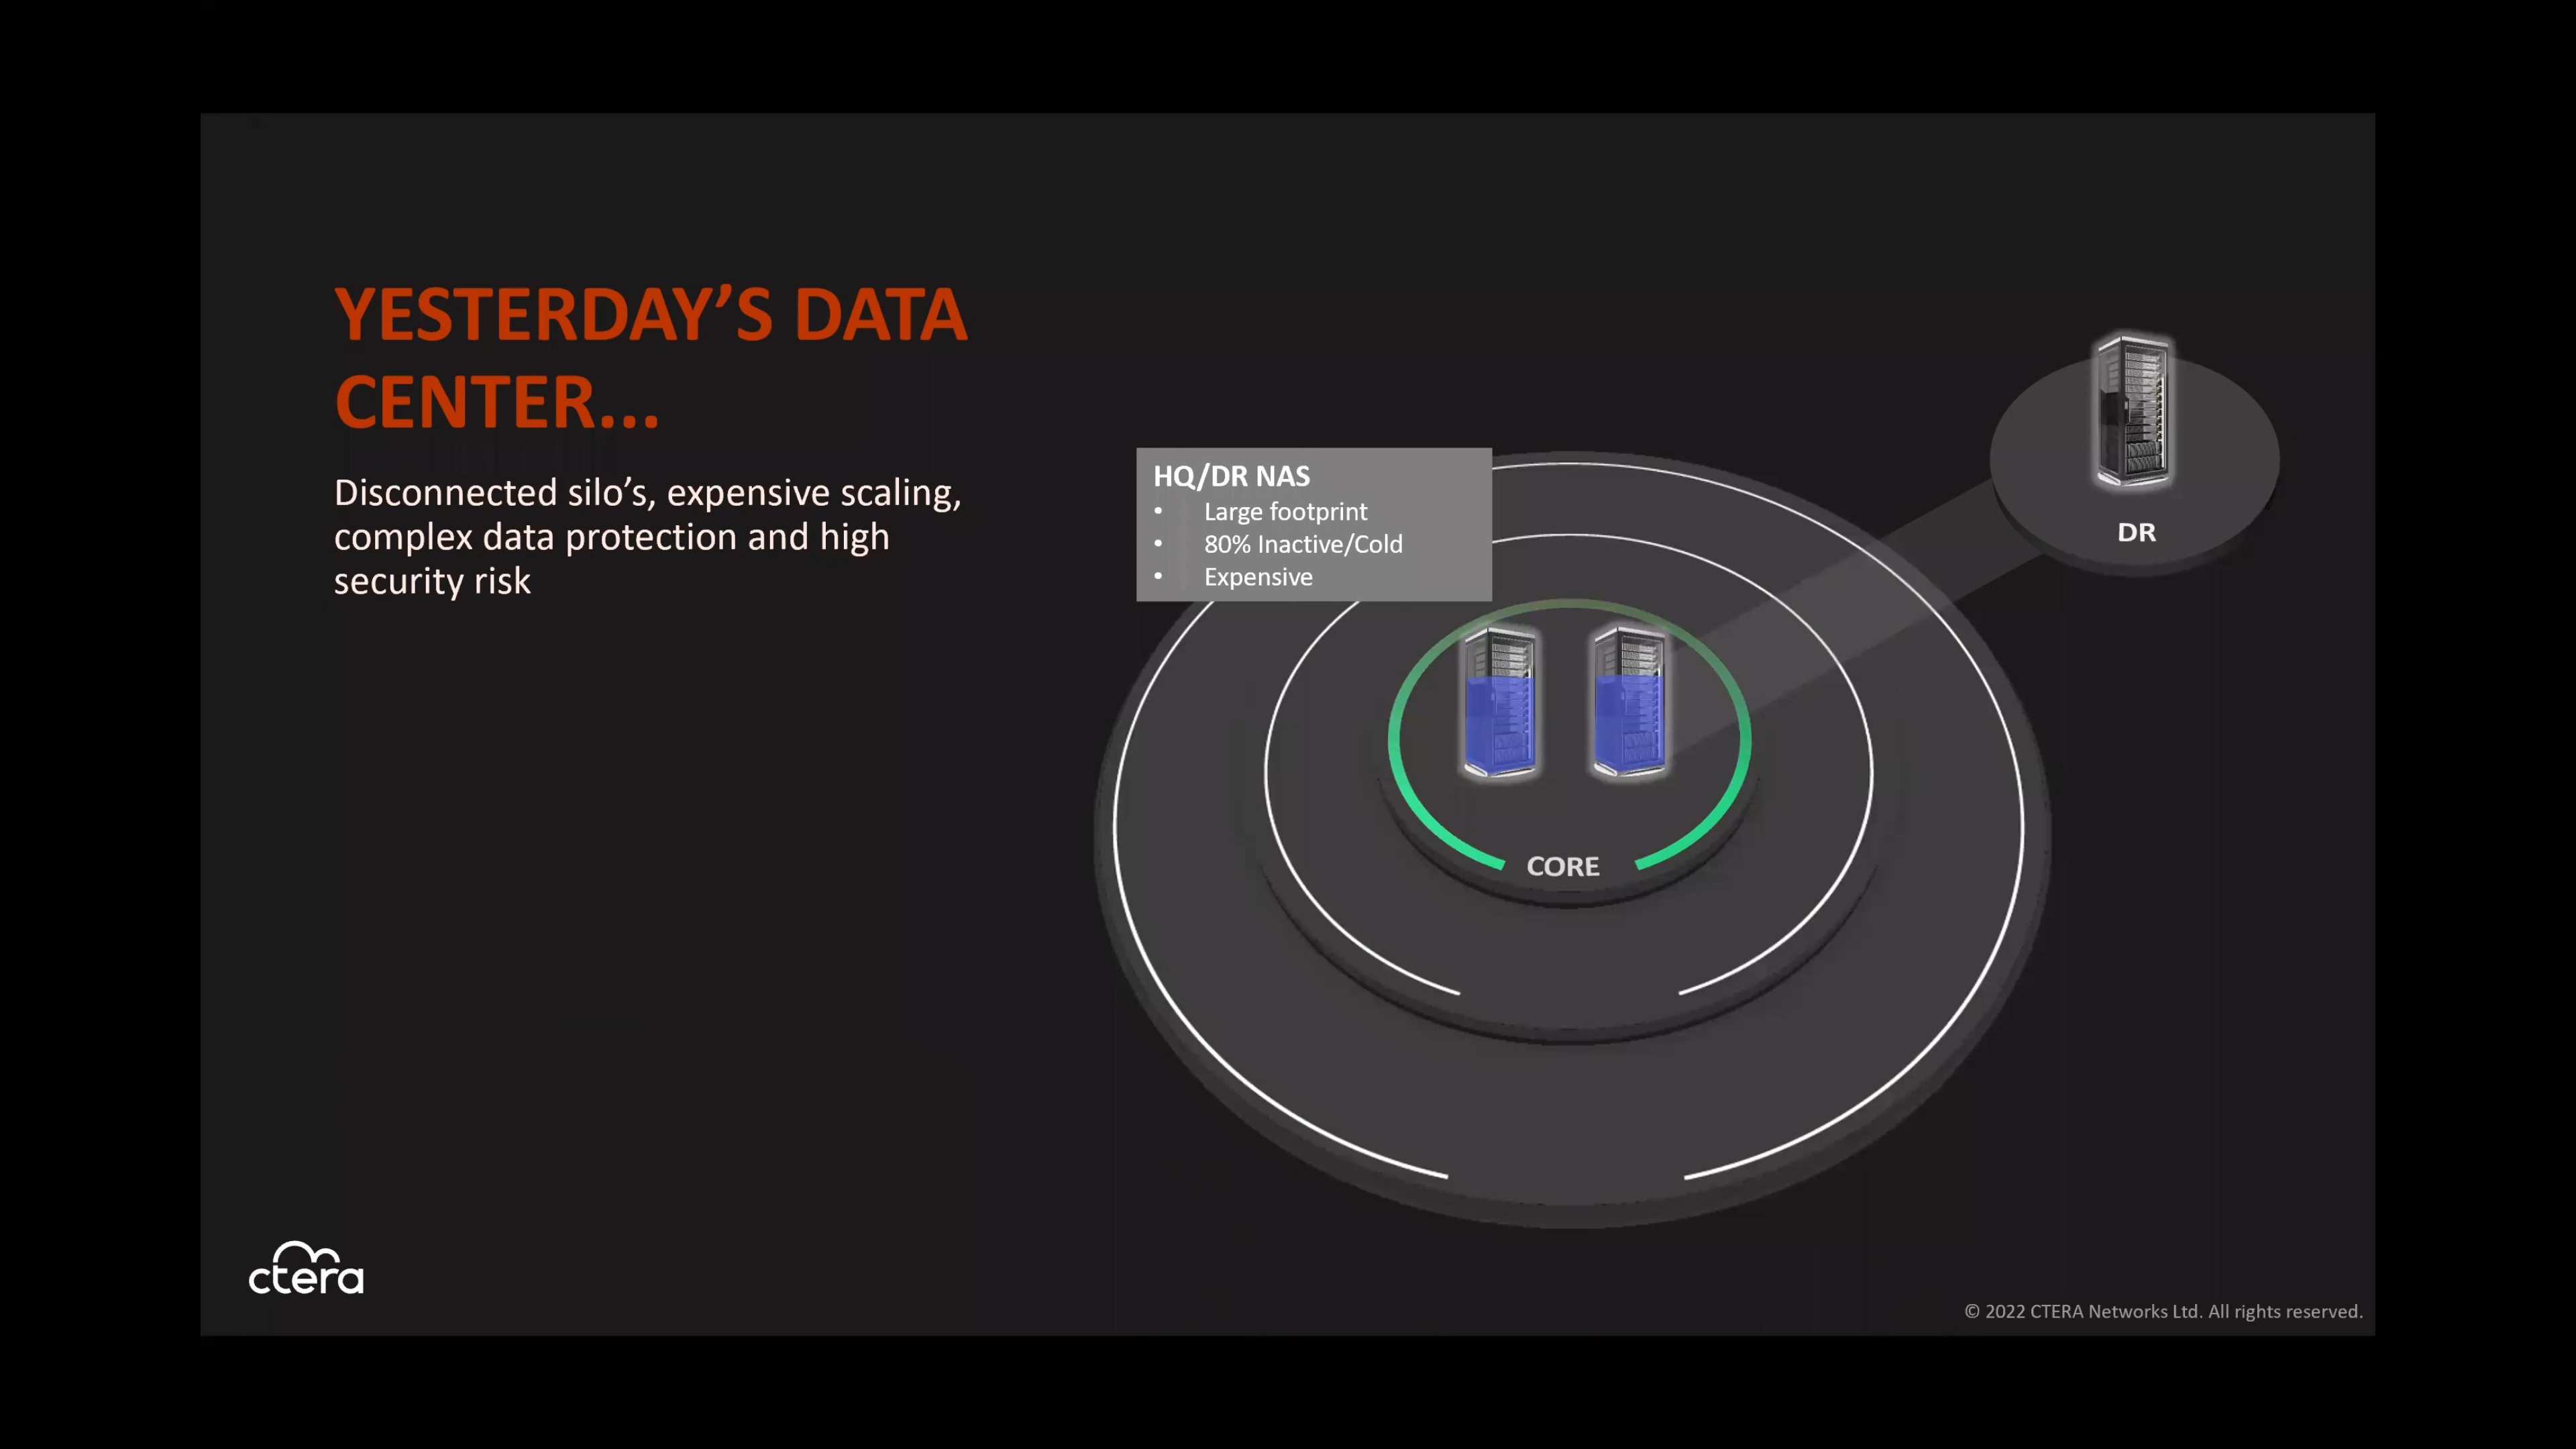 YESTERDAY’S DATA
CENTER...
Disconnected silo’s, expensive scaling,
complex data protection and high
security risk
HQ/DR NAS
• Large footprint
• 80% Inactive/Cold
• Expensive
DR
CORE
ctera
© 2022 CTERA Networks Ltd. All rights reserved.